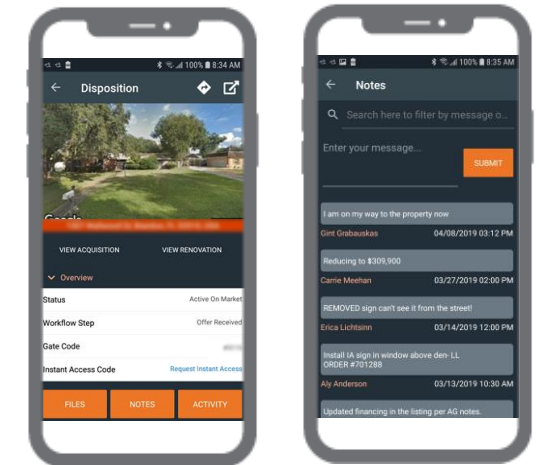 100% 8:34 AM
Disposition
Google
VIEW ACQUISITION VIEW RENOVATION
Overview
Status Active On Market
Workflow Step Offer Received
Gate Code
Instant Access Code Request Instant Access
FILES NOTES ACTIVITY
100% 8:35 AM
Notes
Search here to filter by message o...
Enter your message...
SUBMIT
I am on my way to the property now
Gint Grabauskas 04/08/2019 03:12 PM
Reducing to $309,900
Carrie Meehan 03/27/2019 02:00 PM
REMOVED sign can't see it from the street!
Erica Lichtsinn 03/14/2019 12:00 PM
Install IA sign in window above den- LL
ORDER #701288
Aly Anderson 03/13/2019 10:30 AM
Updated financing in the listing per AG notes.